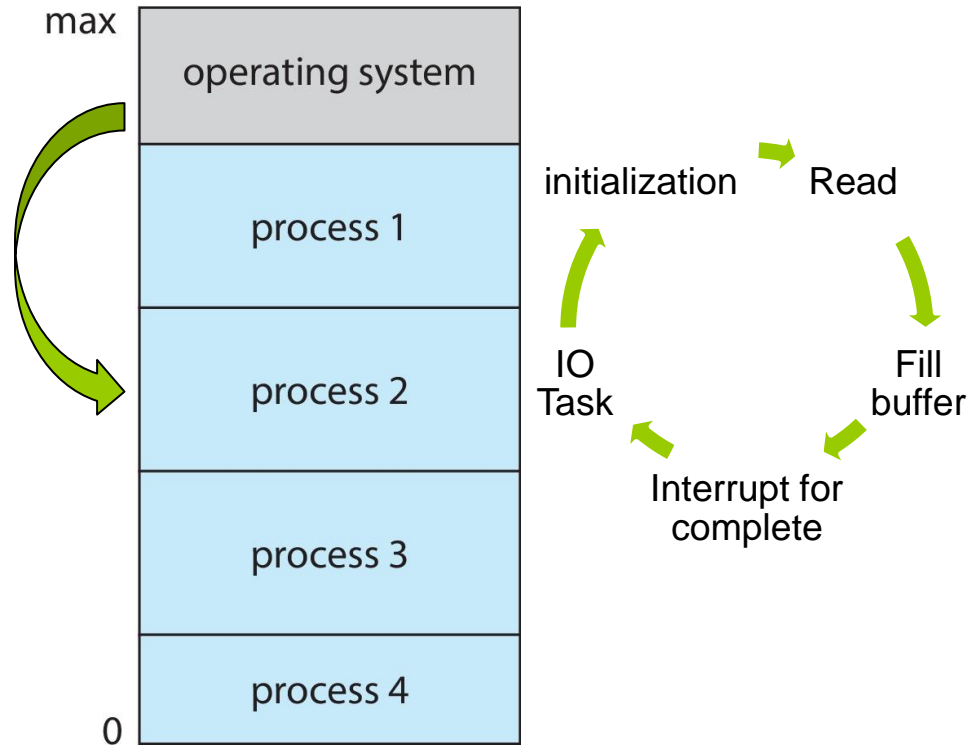 max
operating system
process 1
process 2
process 3
process 4
0
initialization
Read
Fill
buffer
Interrupt for
complete
IO
Task